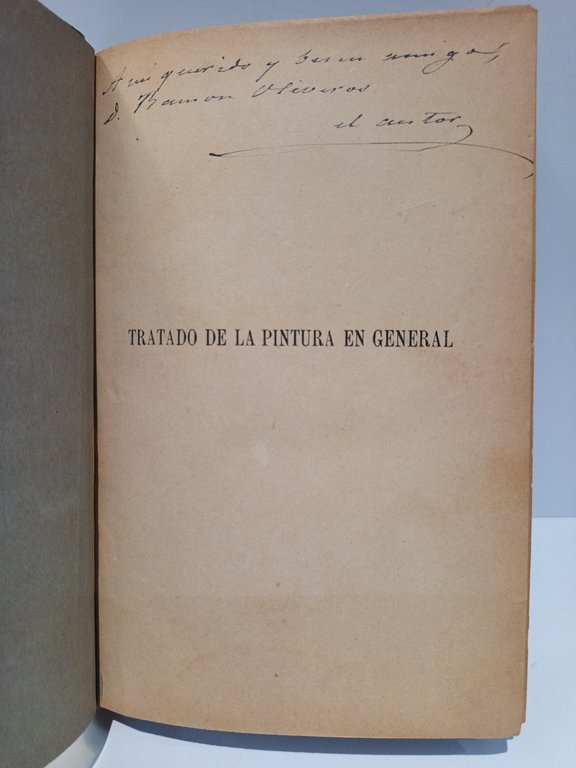 A mi querido y buen amigo,
D. Ramon Oliveros
el autor
TRATADO DE LA PINTURA EN GENERAL